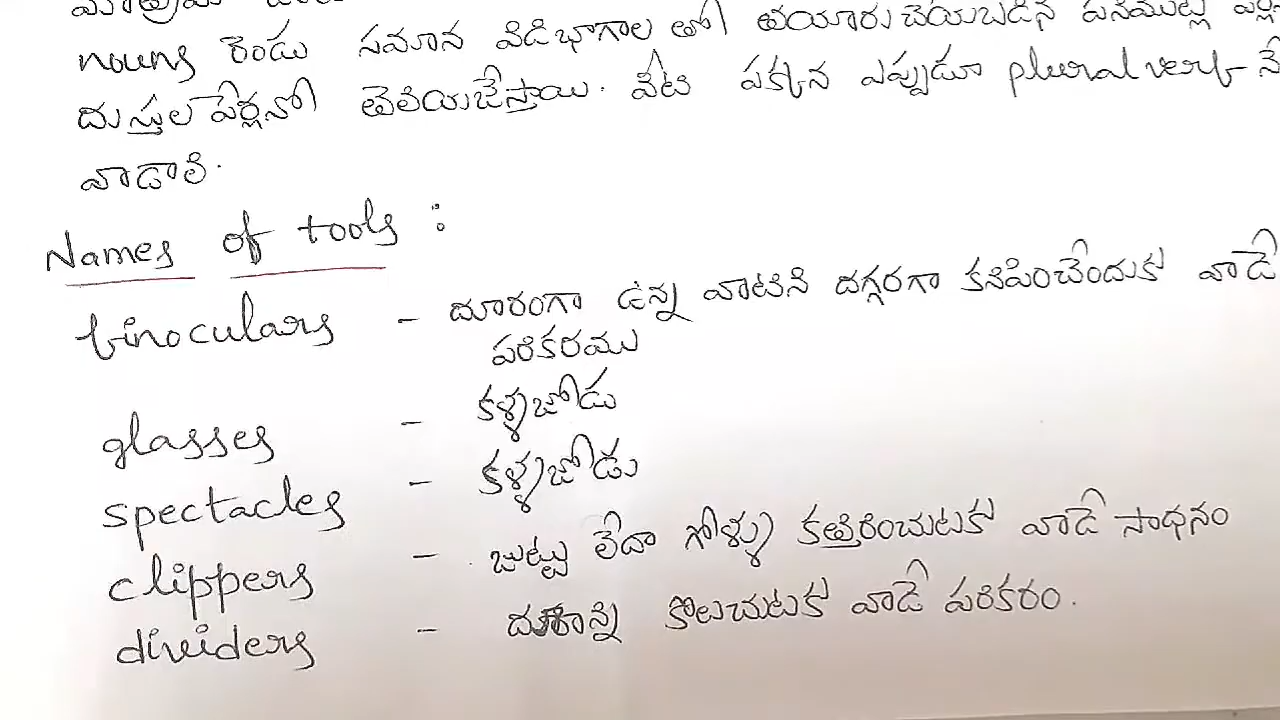 nouns రెండు సమాన విడిభాగాల తో తయారుచేయబడిన పనిముట్ల
దుస్తుల పేర్లనో తెలియజేస్తాయి. వీటి పక్కన ఎప్పుడూ plural verb నే
వాడాలి.
Names of tools :
binoculars - దూరంగా ఉన్న వాటిని దగ్గరగా కనిపించేందుకు వాడే
పరికరము
glasses - కళ్ళజోడు
spectacles - కళ్ళజోడు
clippers - జుట్టు లేదా గోళ్ళు కత్తిరించుటకు వాడే సాధనం
dividers - దూరాన్ని కొలుచుటకు వాడే పరికరం.